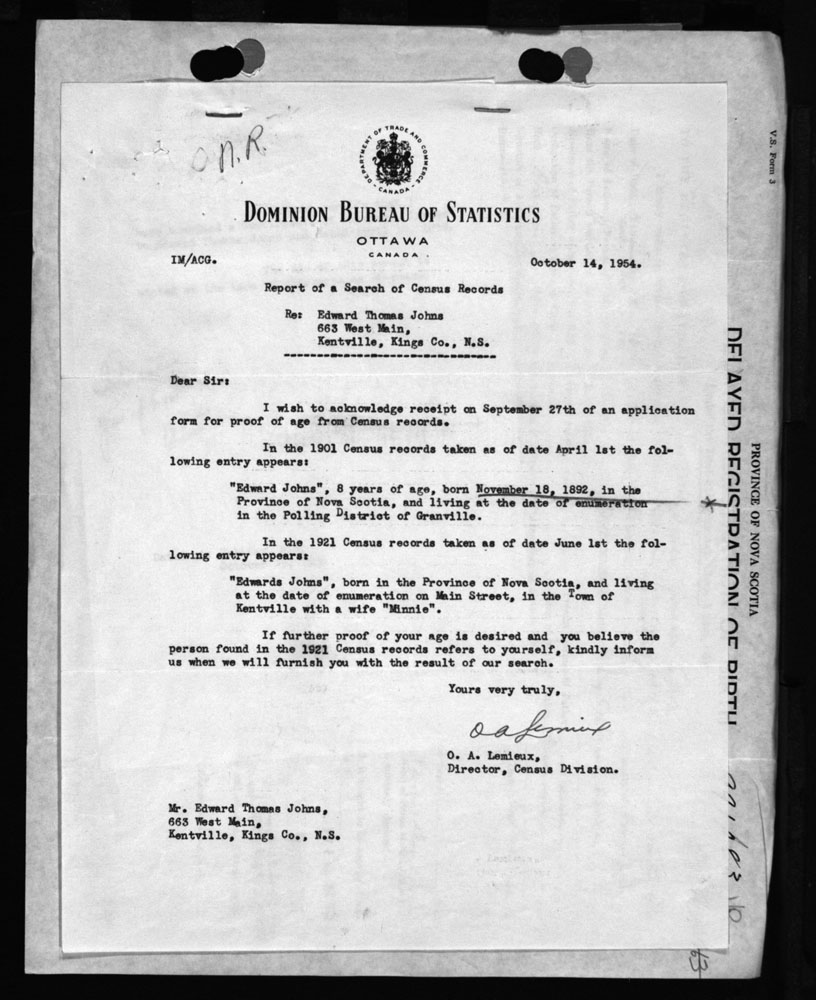 O.N.R.
DEPARTMENT OF TRADE AND COMMERCE
- CANADA -
DOMINION BUREAU OF STATISTICS
OTTAWA
CANADA
IM/ACG.
October 14, 1954.
Report of a Search of Census Records
Re: Edward Thomas Johns
663 West Main,
Kentville, Kings Co., N.S.
Dear Sir:
I wish to acknowledge receipt on September 27th of an application
form for proof of age from Census records.
In the 1901 Census records taken as of date April 1st the fol-
lowing entry appears:
"Edward Johns", 8 years of age, born November 18, 1892, in the
Province of Nova Scotia, and living at the date of enumeration
in the Polling District of Granville.
In the 1921 Census records taken as of date June 1st the fol-
lowing entry appears:
"Edwards Johns", born in the Province of Nova Scotia, and living
at the date of enumeration on Main Street, in the Town of
Kentville with a wife "Minnie".
If further proof of your age is desired and you believe the
person found in the 1921 Census records refers to yourself, kindly inform
us when we will furnish you with the result of our search.
Yours very truly,
O A Lemieux
O. A. Lemieux,
Director, Census Division.
Mr. Edward Thomas Johns,
663 West Main,
Kentville, Kings Co., N.S.
V.S. Form 3
PROVINCE OF NOVA SCOTIA
DELAYED REGISTRATION OF BIRTH
63